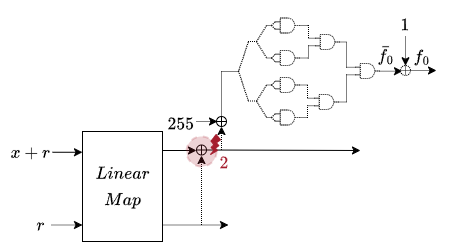 1
f̄₀ f₀
255
2
x + r
Linear
Map
r